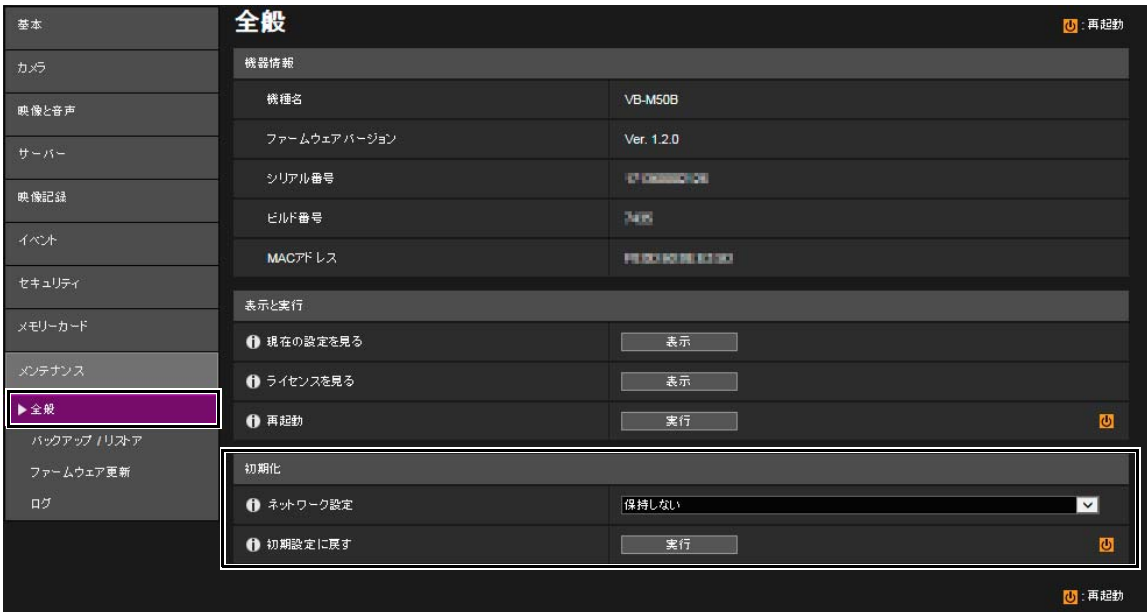 基本
カメラ
映像と音声
サーバー
映像記録
イベント
セキュリティ
メモリーカード
メンテナンス
▶全般
バックアップ / リストア
ファームウェア更新
ログ
全般
: 再起動
機器情報
機種名 VB-M50B
ファームウェアバージョン Ver. 1.2.0
シリアル番号
ビルド番号
MACアドレス
表示と実行
現在の設定を見る 表示
ライセンスを見る 表示
再起動 実行
初期化
ネットワーク設定 保持しない
初期設定に戻す 実行
: 再起動